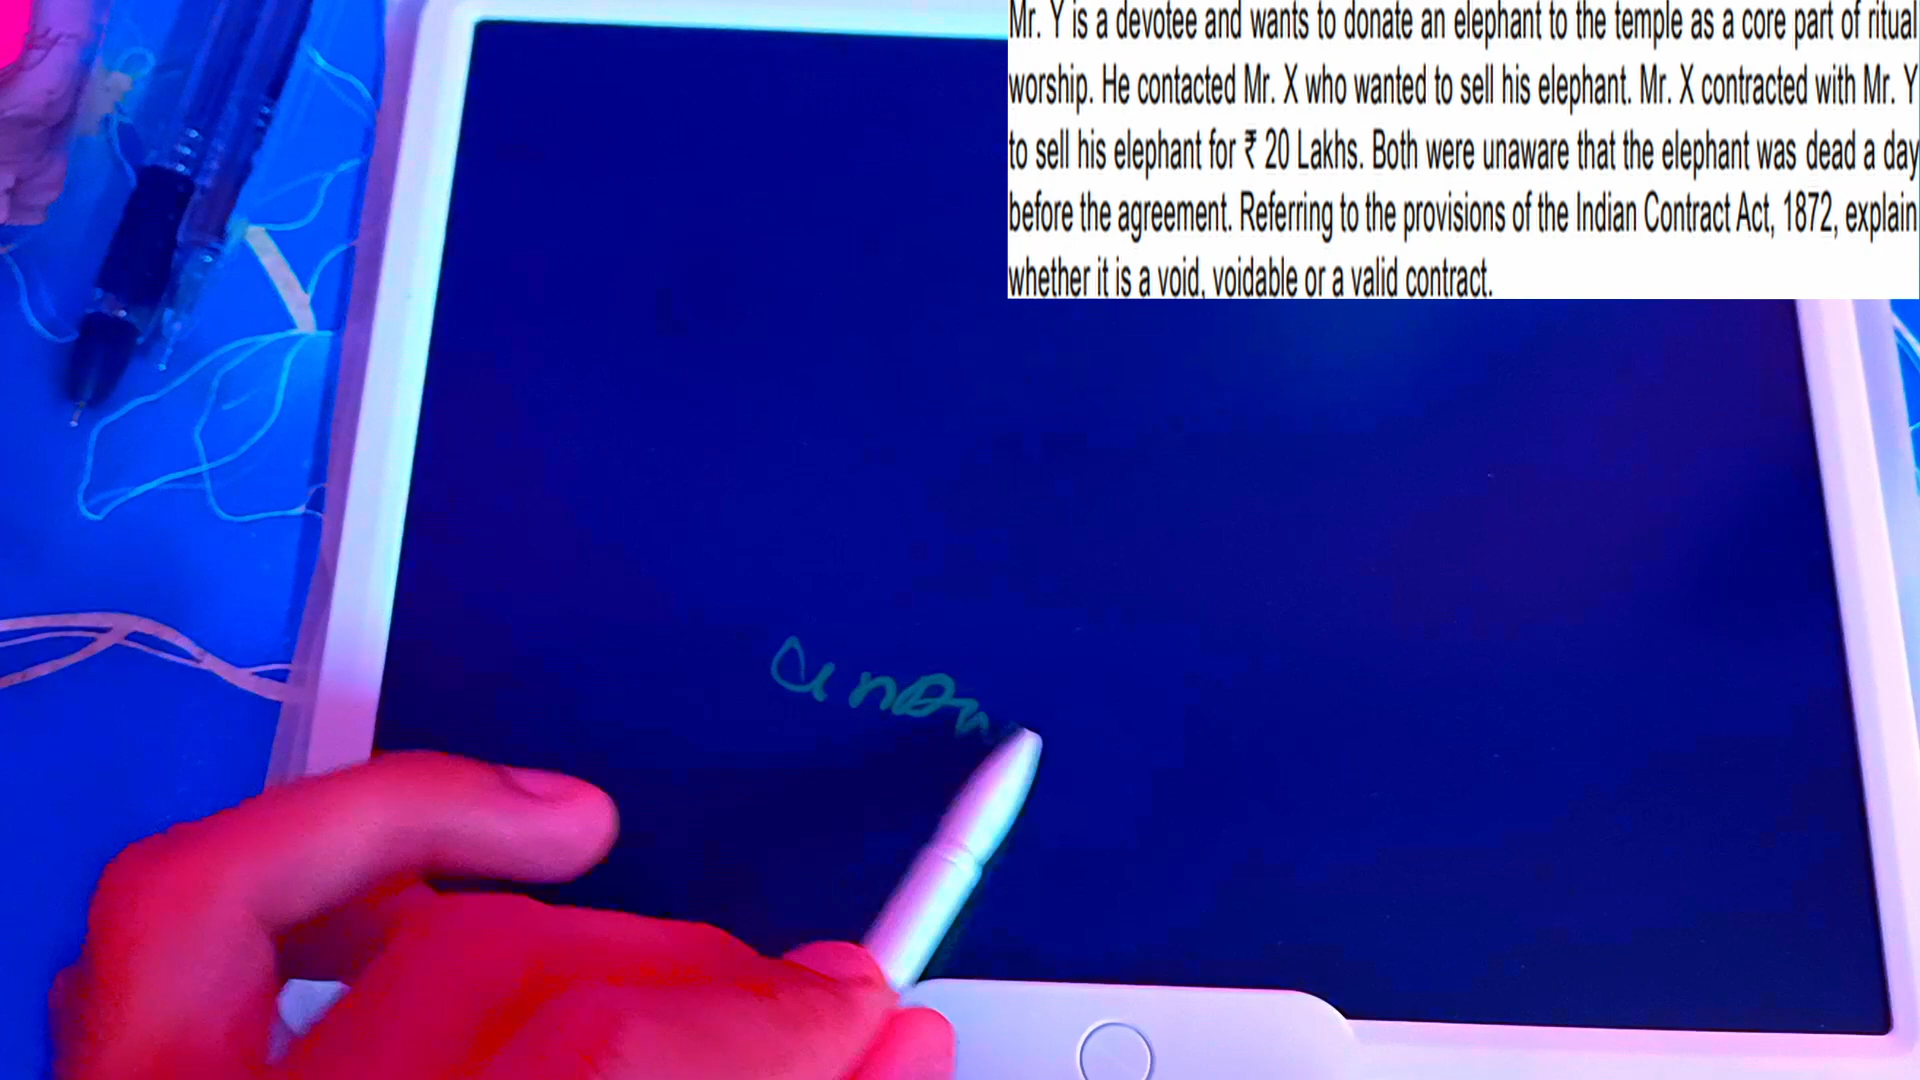 Mr. Y is a devotee and wants to donate an elephant to the temple as a core part of ritual
worship. He contacted Mr. X who wanted to sell his elephant. Mr. X contracted with Mr. Y
to sell his elephant for ₹ 20 Lakhs. Both were unaware that the elephant was dead a day
before the agreement. Referring to the provisions of the Indian Contract Act, 1872, explain
whether it is a void, voidable or a valid contract.